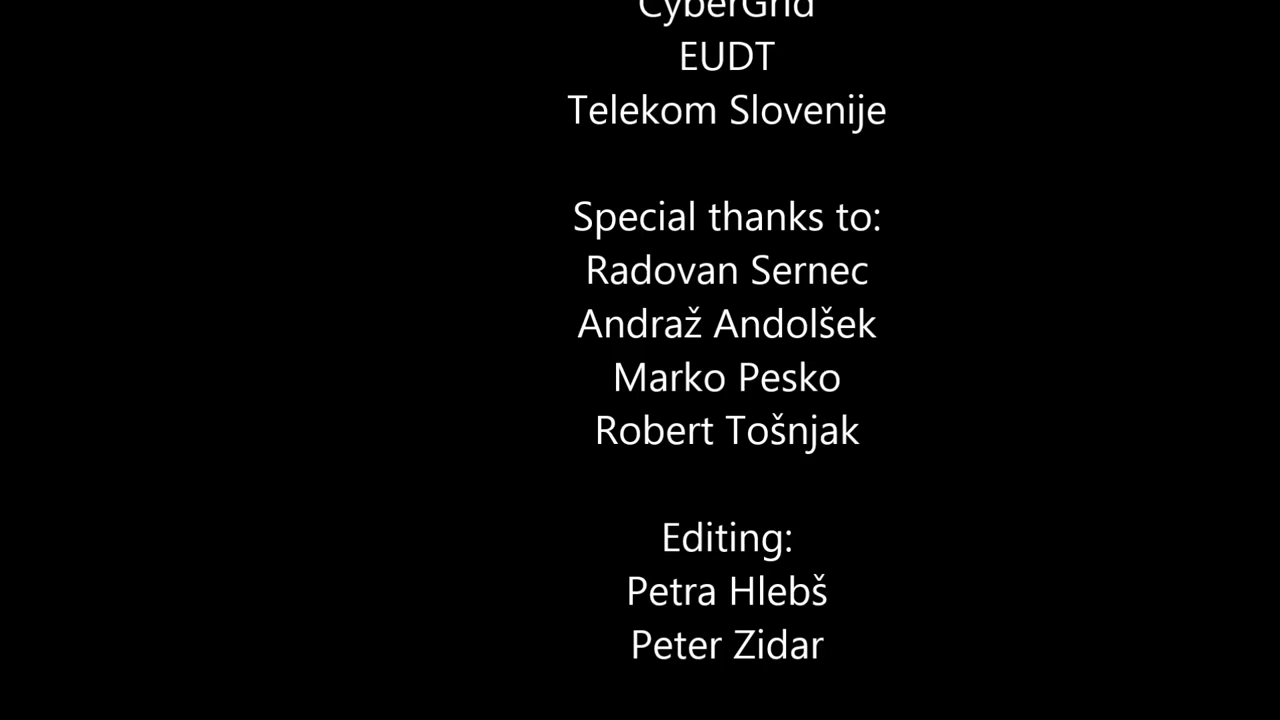 CyberGrid
EUDT
Telekom Slovenije
Special thanks to:
Radovan Sernec
Andraž Andolšek
Marko Pesko
Robert Tošnjak
Editing:
Petra Hlebš
Peter Zidar